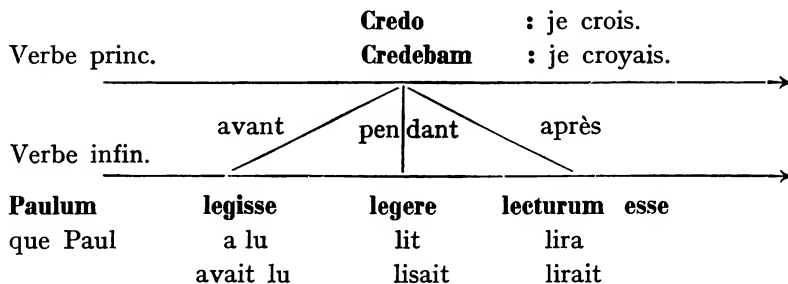 Credo : je crois.
Verbe princ. Credebam : je croyais.
avant pendant après
Verbe infin.
Paulum legisse legere lecturum esse
que Paul a lu lit lira
avait lu lisait lirait